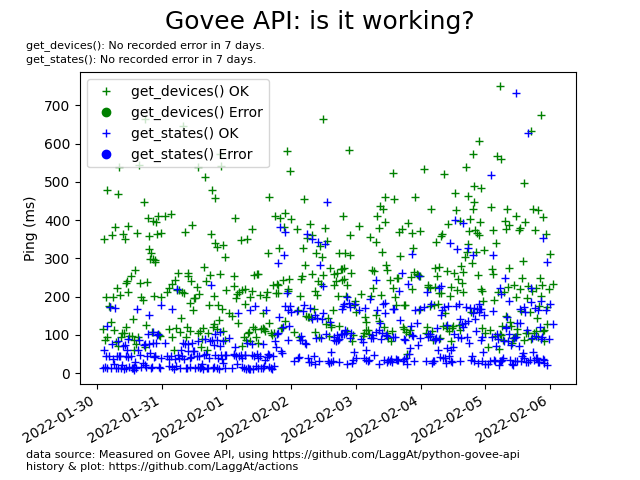 Govee API: is it working?
get_devices(): No recorded error in 7 days.
get_states(): No recorded error in 7 days.
get_devices() OK
get_devices() Error
get_states() OK
get_states() Error
Ping (ms)
700
600
500
400
300
200
100
0
2022-01-30
2022-01-31
2022-02-01
2022-02-02
2022-02-03
2022-02-04
2022-02-05
2022-02-06
data source: Measured on Govee API, using https://github.com/LaggAt/python-govee-api
history & plot: https://github.com/LaggAt/actions